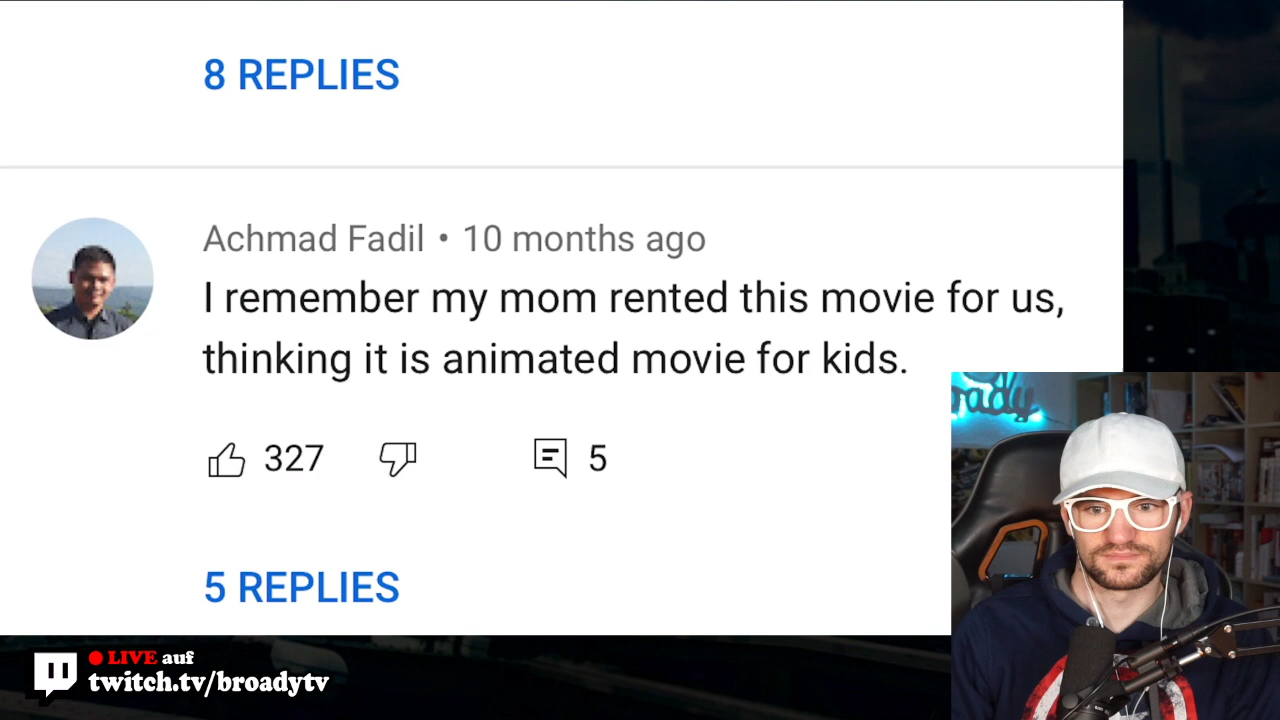 8 REPLIES
Achmad Fadil • 10 months ago
I remember my mom rented this movie for us,
thinking it is animated movie for kids.
327
5
5 REPLIES
LIVE auf
twitch.tv/broadytv